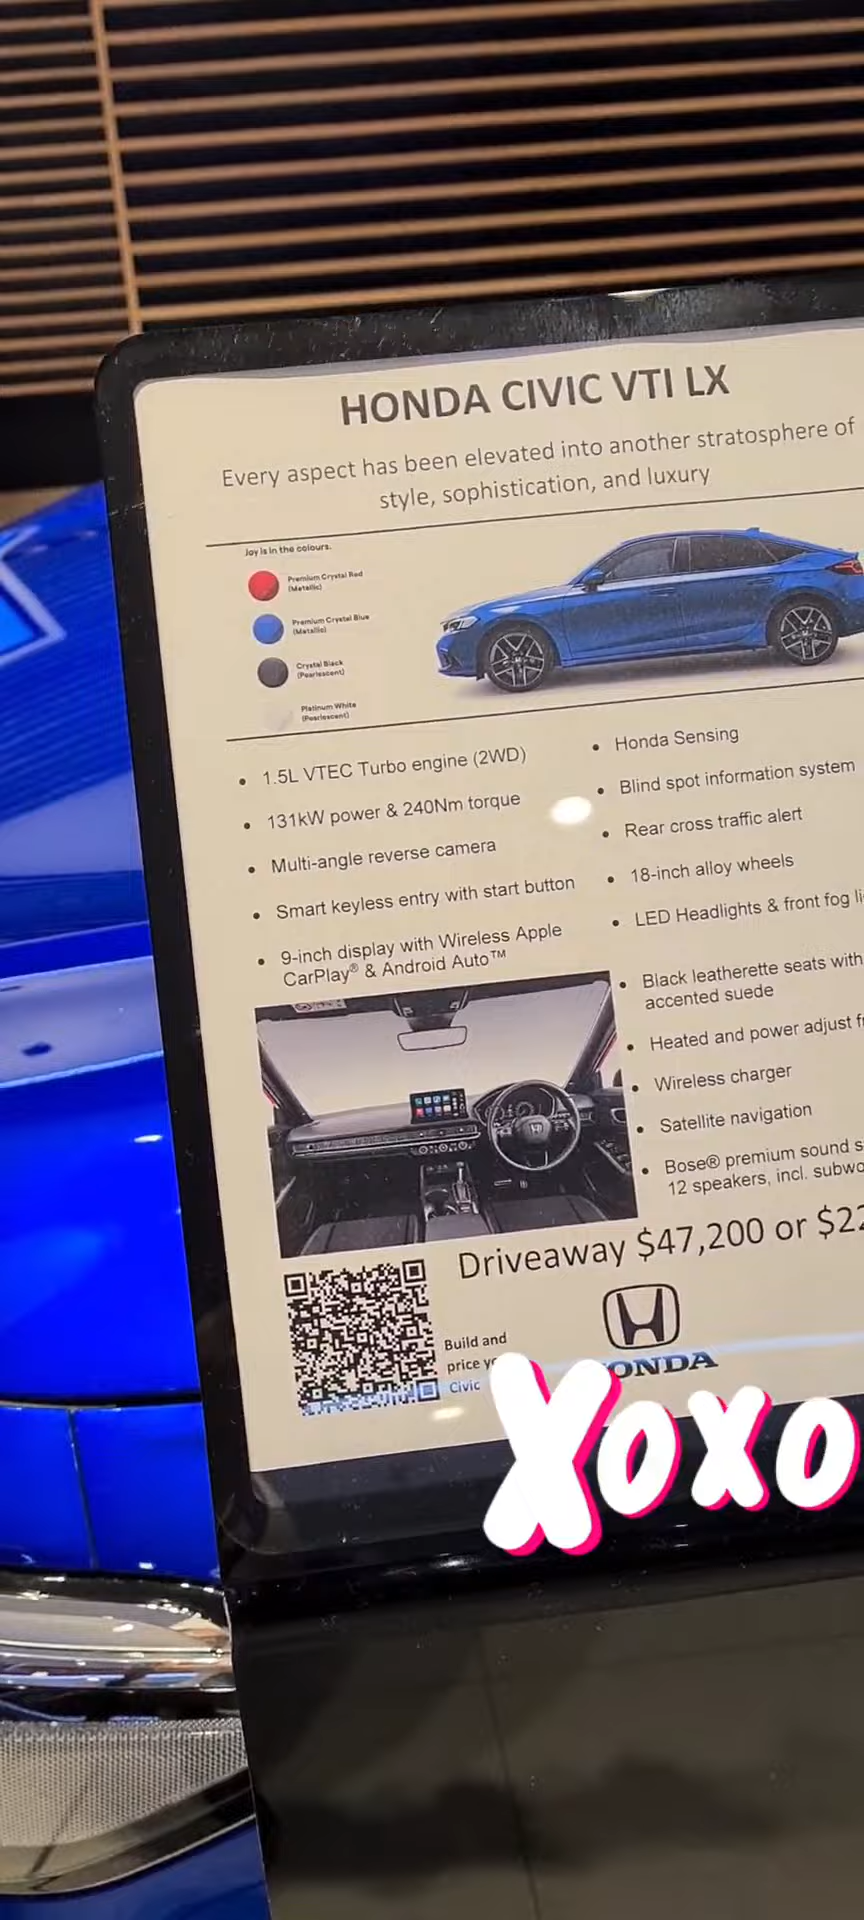 HONDA CIVIC VTI LX
Every aspect has been elevated into another stratosphere of
style, sophistication, and luxury
Joy is in the colours.
Premium Crystal Red
(Metallic)
Premium Crystal Blue
(Metallic)
Crystal Black
(Pearlescent)
Platinum White
(Pearlescent)
• 1.5L VTEC Turbo engine (2WD)
• 131kW power & 240Nm torque
• Multi-angle reverse camera
• Smart keyless entry with start button
• 9-inch display with Wireless Apple
CarPlay® & Android Auto™
• Honda Sensing
• Blind spot information system
• Rear cross traffic alert
• 18-inch alloy wheels
• LED Headlights & front fog
• Black leatherette seats with
accented suede
• Heated and power adjust
• Wireless charger
• Satellite navigation
• Bose® premium sound
12 speakers, incl.
Driveaway $47,200 or
Build and
price
Civic
HONDA
Xoxo